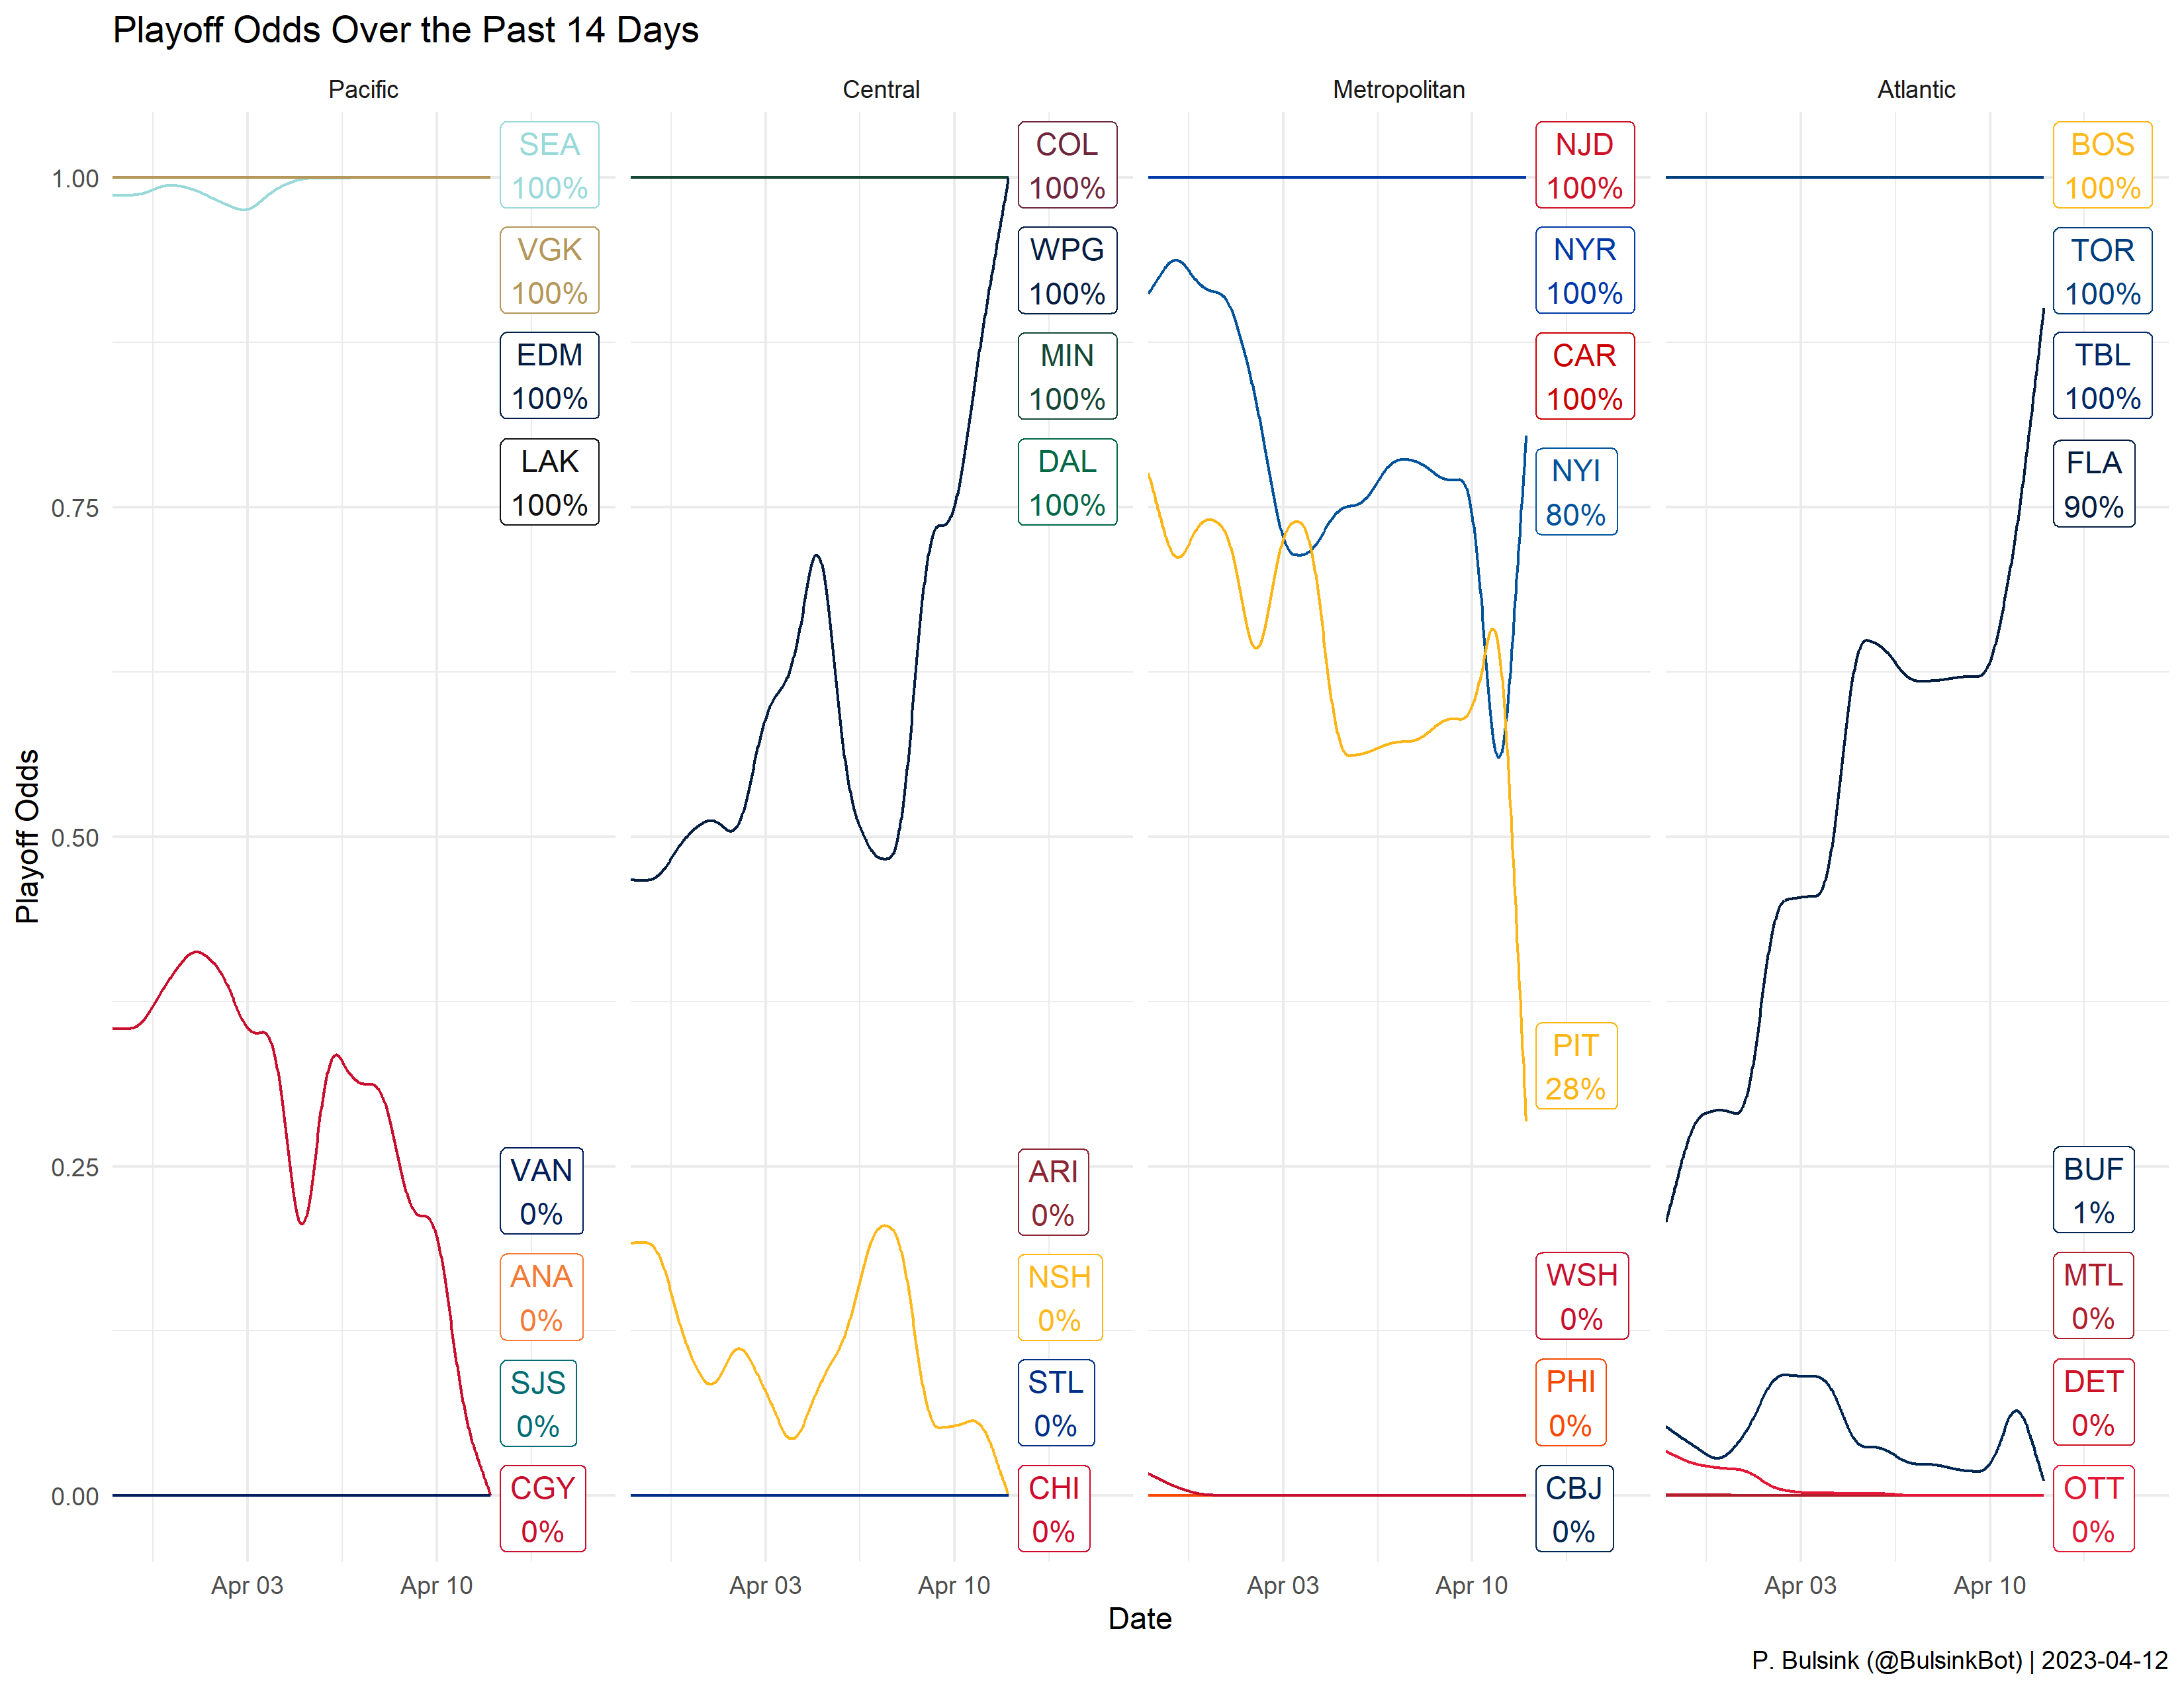 Playoff Odds Over the Past 14 Days
Pacific
Central
Metropolitan
Atlantic
Playoff Odds
1.00
0.75
0.50
0.25
0.00
SEA
100%
VGK
100%
EDM
100%
LAK
100%
VAN
0%
ANA
0%
SJS
0%
CGY
0%
COL
100%
WPG
100%
MIN
100%
DAL
100%
ARI
0%
NSH
0%
STL
0%
CHI
0%
NJD
100%
NYR
100%
CAR
100%
NYI
80%
PIT
28%
WSH
0%
PHI
0%
CBJ
0%
BOS
100%
TOR
100%
TBL
100%
FLA
90%
BUF
1%
MTL
0%
DET
0%
OTT
0%
Apr 03
Apr 10
Apr 03
Apr 10
Apr 03
Apr 10
Apr 03
Apr 10
Date
P. Bulsink (@BulsinkBot) | 2023-04-12